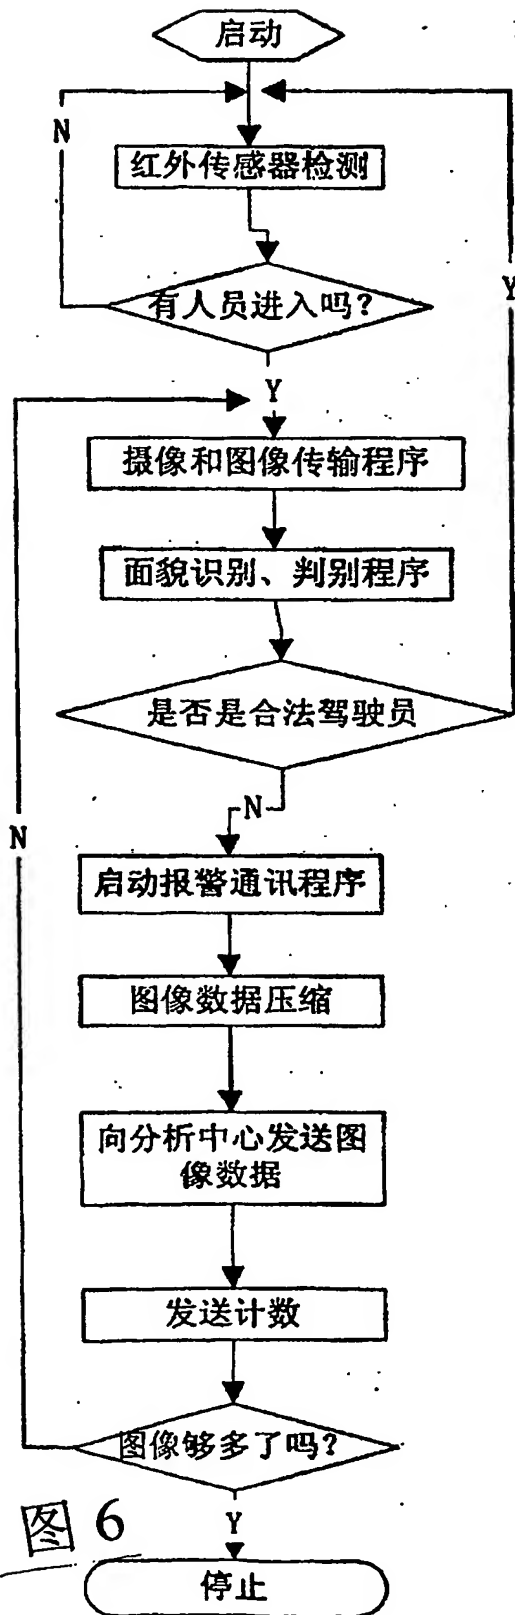 启动
N
红外传感器检测
Y
有人员进入吗?
Y
摄像和图像传输程序
面貌识别、判别程序
是否是合法驾驶员
N
N
启动报警通讯程序
图像数据压缩
向分析中心发送图
像数据
发送计数
图像够多了吗?
图 6
Y
停止